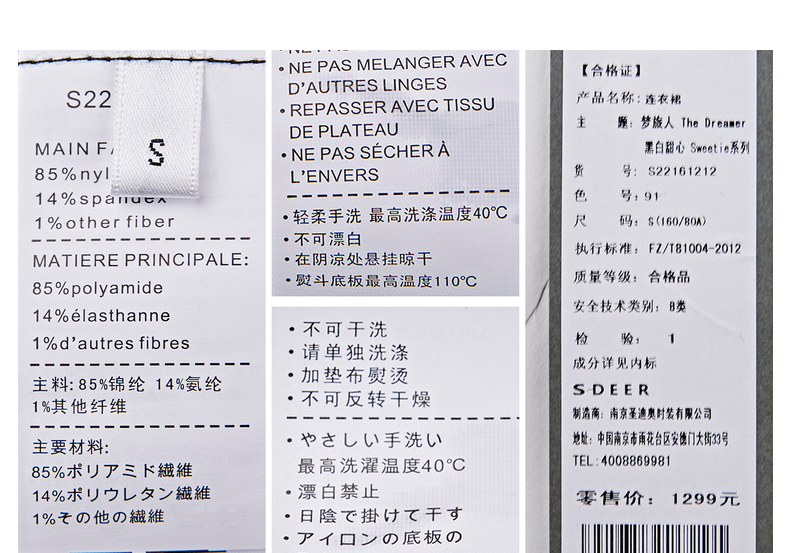 S22
S
MAIN FA
85%nyl
14%spandex
1%other fiber
MATIERE PRINCIPALE:
85%polyamide
14%élasthanne
1%d'autres fibres
主料:85%锦纶 14%氨纶
1%其他纤维
主要材料:
85%ポリアミド繊維
14%ポリウレタン繊維
1%その他の繊維
•NE PAS MELANGER AVEC
D'AUTRES LINGES
•REPASSER AVEC TISSU
DE PLATEAU
•NE PAS SÉCHER À
L'ENVERS
•轻柔手洗 最高洗涤温度40℃
•不可漂白
•在阴凉处悬挂晾干
•熨斗底板最高温度110℃
•不可干洗
•请单独洗涤
•加垫布熨烫
•不可反转干燥
•やさしい手洗い
最高洗濯温度40℃
•漂白禁止
•日陰で掛けて干す
•アイロンの底板の
【合格证】
产品名称:连衣裙
主 题:梦旅人 The Dreamer
黑白甜心 Sweetie系列
货 号:S22161212
色 号:91
尺 码:S(160/80A)
执行标准:FZ/T81004-2012
质量等级:合格品
安全技术类别:B类
检 验:1
成分详见内标
S·DEER
制造商:南京圣迪奥时装有限公司
地址:中国南京市雨花台区安德门大街33号
TEL:4008869981
零售价:1299元